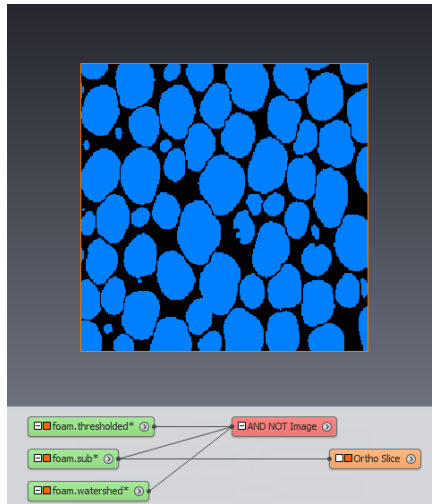 foam.thresholded*
AND NOT Image
foam.sub*
Ortho Slice
foam.watershed*